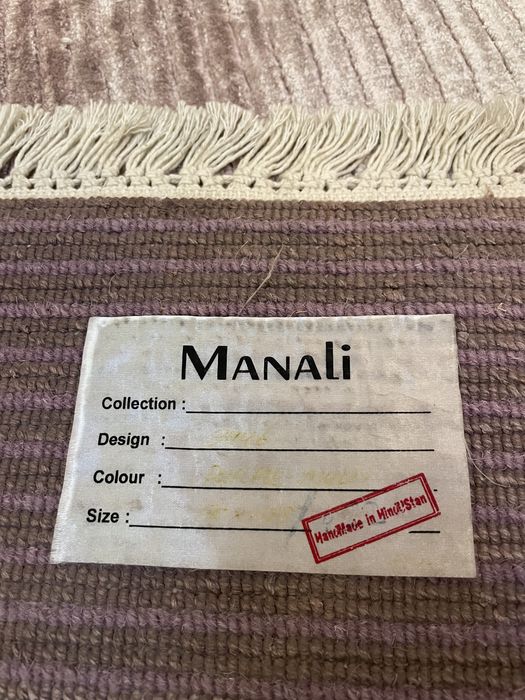 MANALI
Collection :
Design :
Colour :
Size :
HandMade in HindUStan